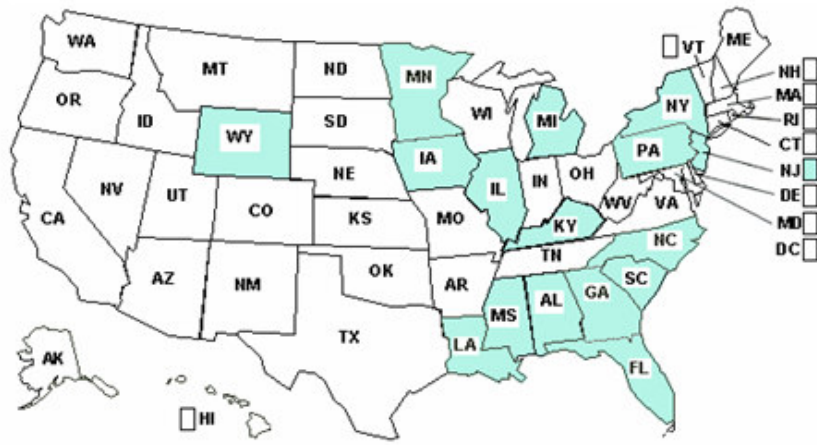 WA
MT
ND
MN
VT
ME
NH
OR
ID
WY
SD
WI
MI
NY
MA
RI
CT
NV
UT
NE
IA
IL
IN
OH
PA
NJ
DE
CA
CO
KS
MO
KY
WV
VA
MD
DC
AZ
NM
OK
AR
TN
NC
SC
TX
LA
MS
AL
GA
FL
AK
HI